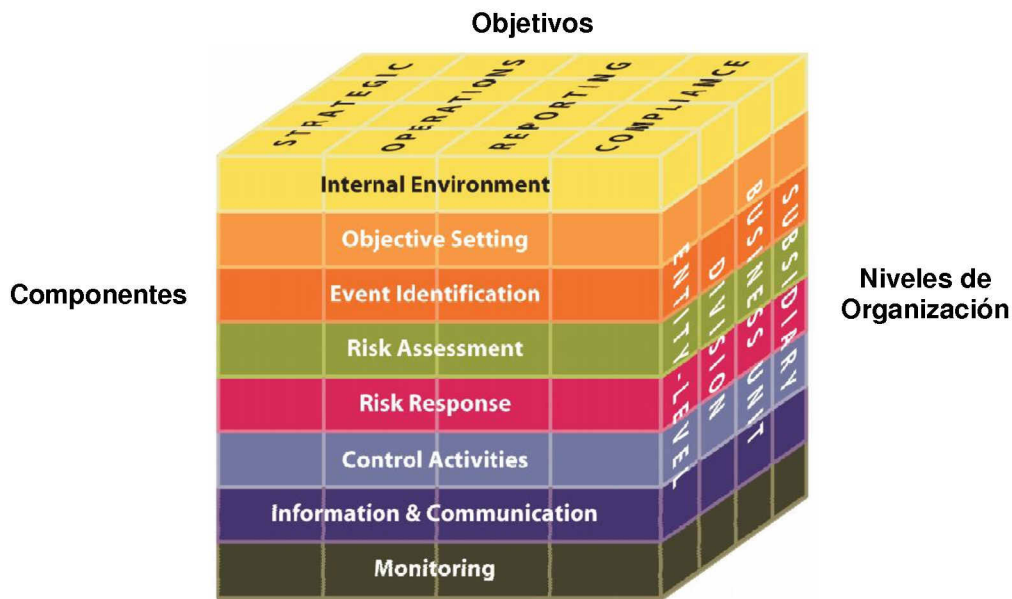 Objetivos
STRATEGIC
OPERATIONS
REPORTING
COMPLIANCE
Internal Environment
Objective Setting
Event Identification
Risk Assessment
Risk Response
Control Activities
Information & Communication
Monitoring
ENTITY-LEVEL
DIVISION
BUSINESS UNIT
SUBSIDIARY
Componentes
Niveles de
Organización